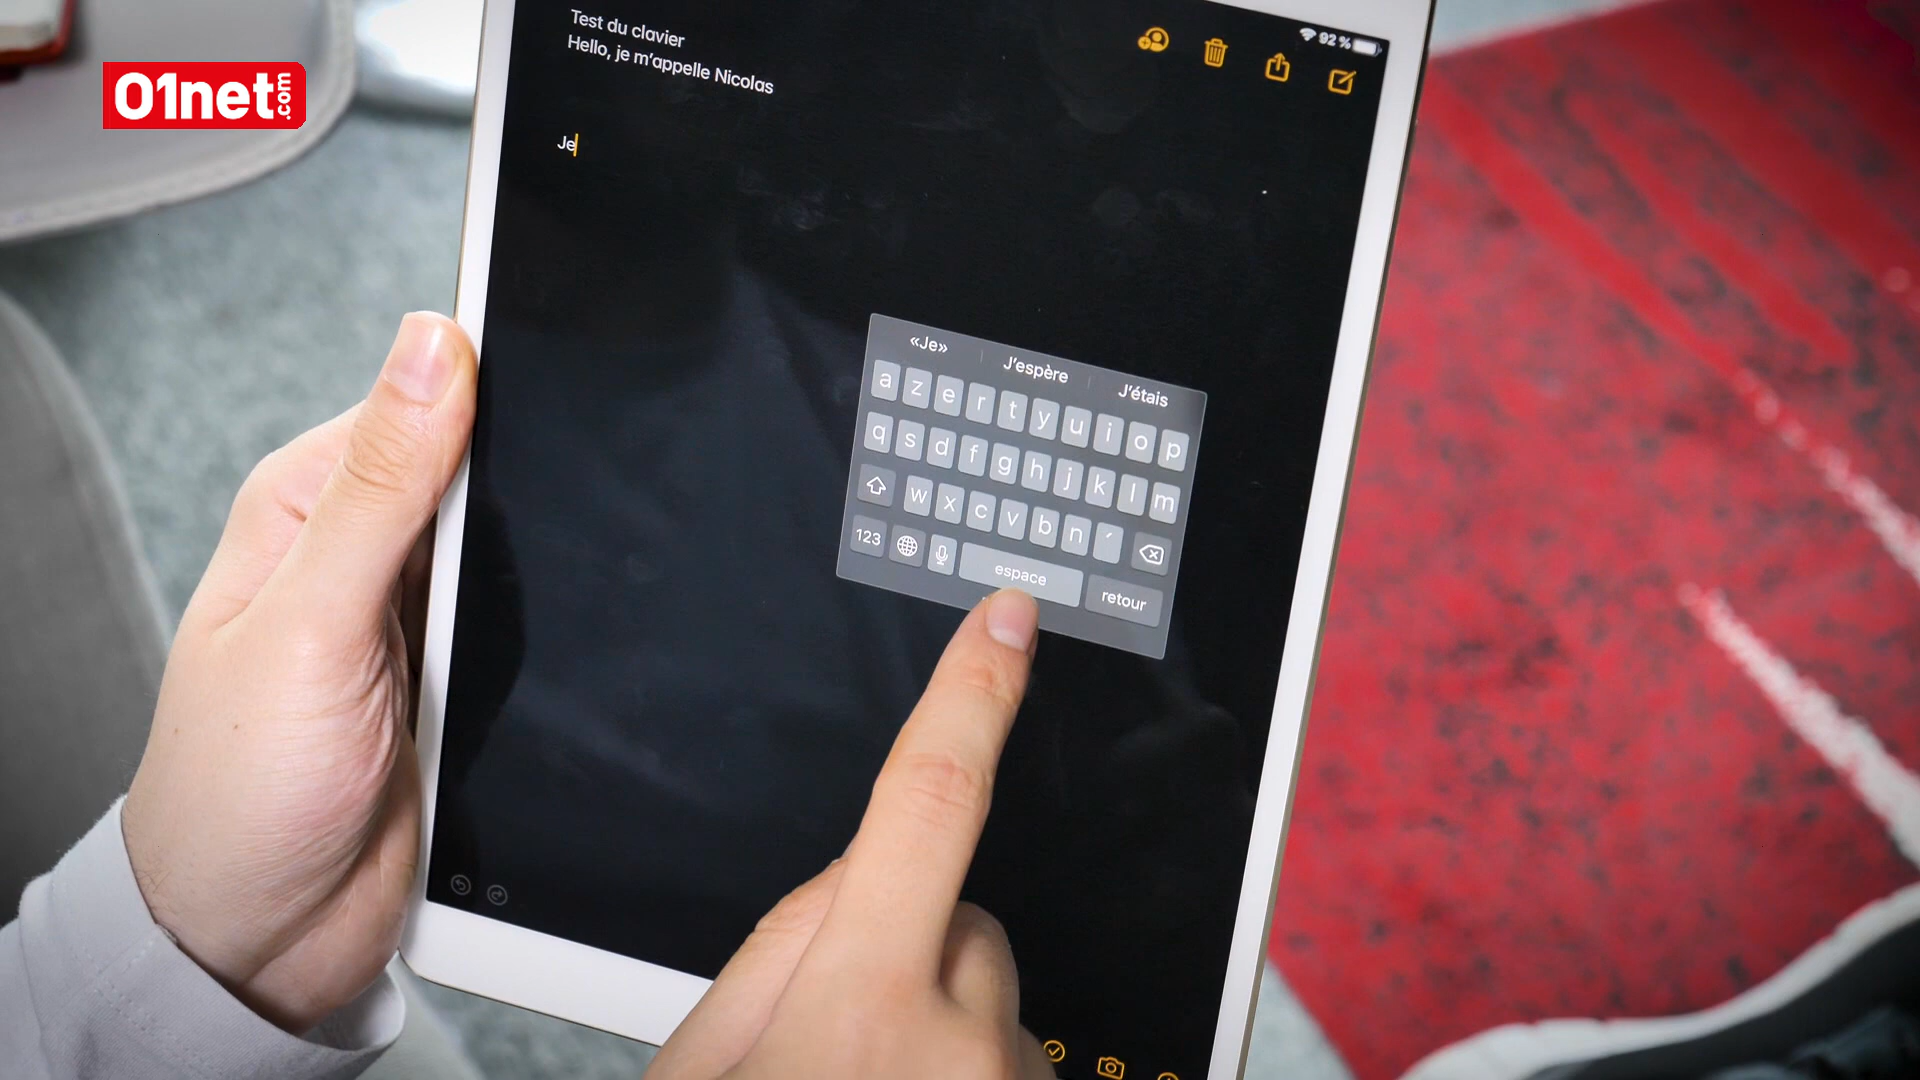 01net.com
92 %
Test du clavier
Hello, je m'appelle Nicolas
Je
«Je» J'espère J'étais
a z e r t y u i o p
q s d f g h j k l m
w x c v b n ´
123 espace retour